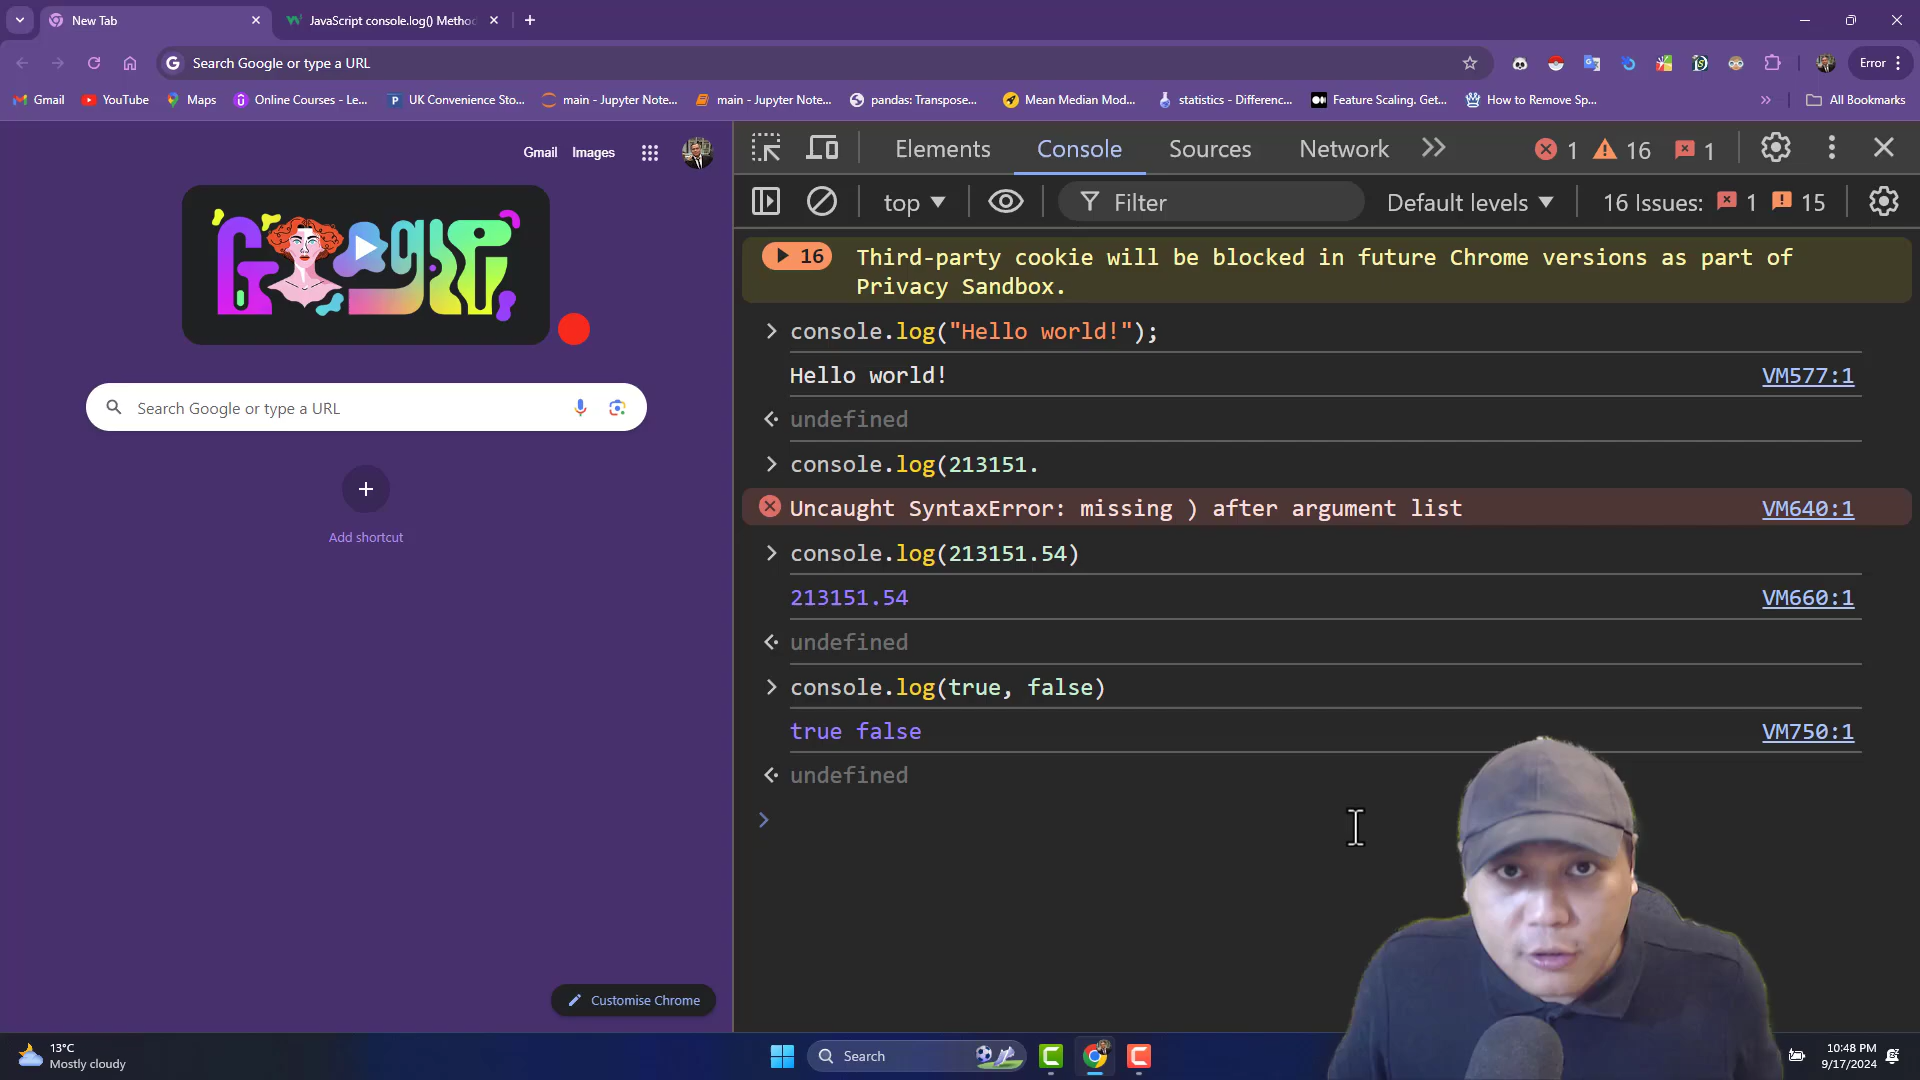 New Tab
JavaScript console.log() Metho
Search Google or type a URL
Error
Gmail
YouTube
Maps
Online Courses - Le...
UK Convenience Sto...
main - Jupyter Note...
main - Jupyter Note...
pandas: Transpose...
Mean Median Mod...
statistics - Differenc...
Feature Scaling. Get...
How to Remove Sp...
All Bookmarks
Gmail
Images
Google
Search Google or type a URL
Add shortcut
Customise Chrome
Elements
Console
Sources
Network
1
16
1
top
Filter
Default levels
16 Issues:
1
15
16
Third-party cookie will be blocked in future Chrome versions as part of
Privacy Sandbox.
console.log("Hello world!");
Hello world!
VM577:1
undefined
console.log(213151.
Uncaught SyntaxError: missing ) after argument list
VM640:1
console.log(213151.54)
213151.54
VM660:1
undefined
console.log(true, false)
true false
VM750:1
undefined
13°C
Mostly cloudy
Search
10:48 PM
9/17/2024